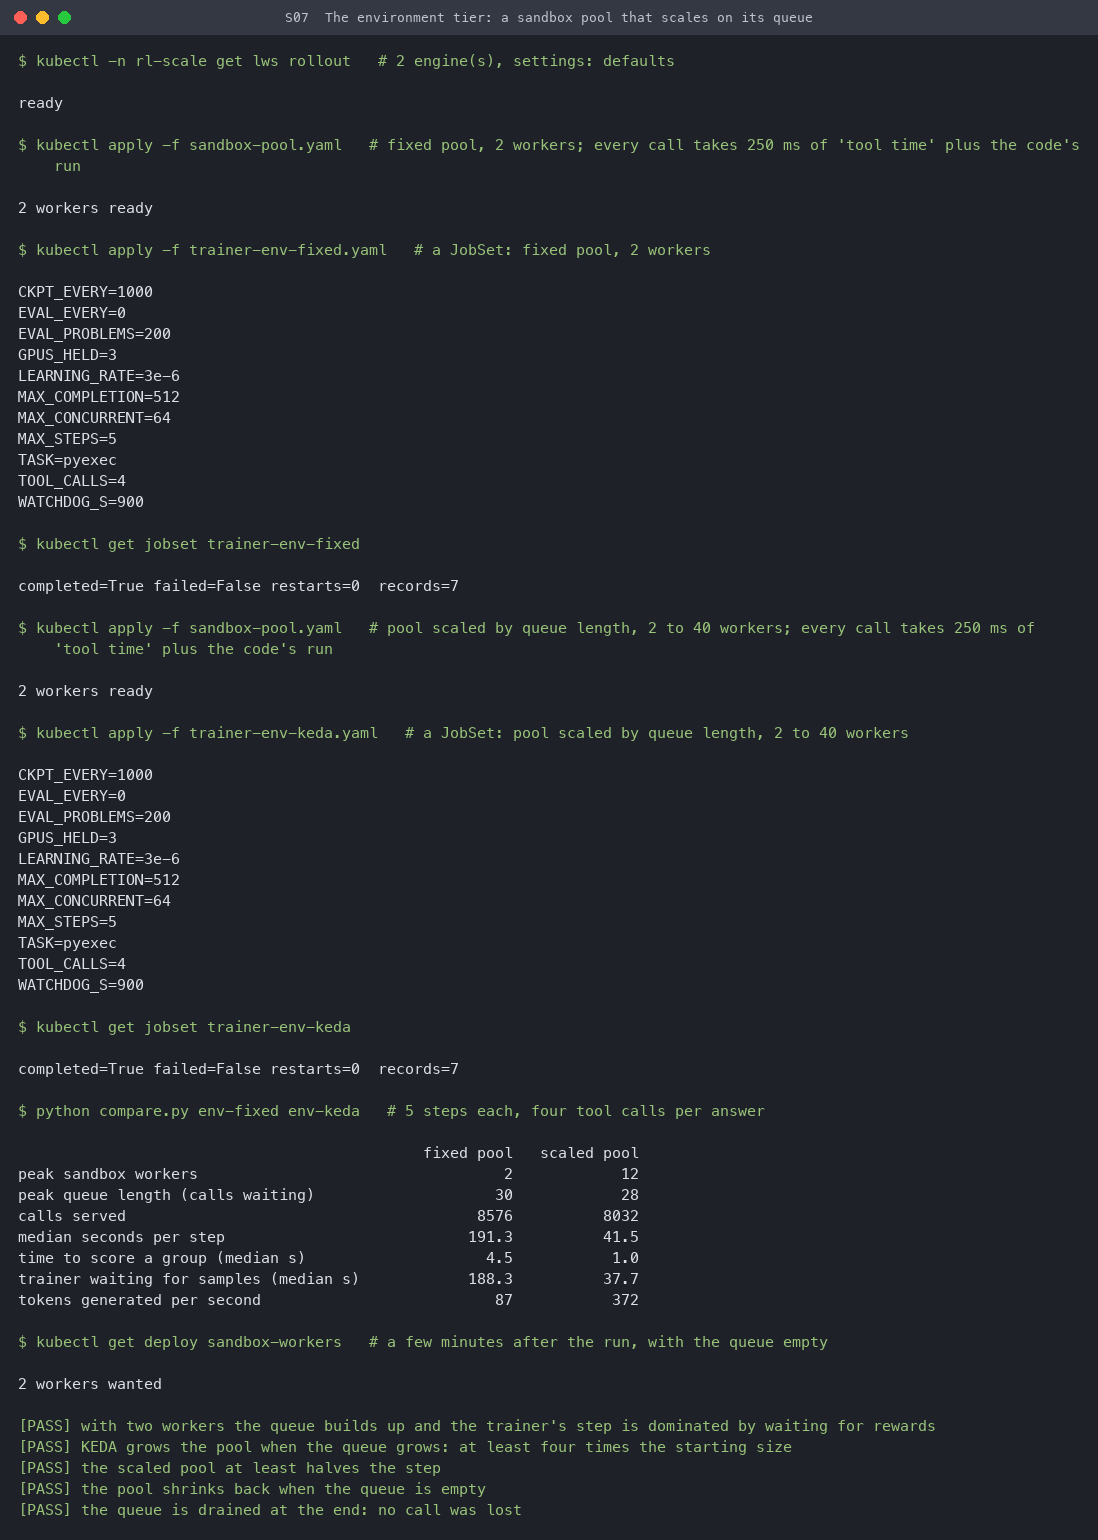 S07  The environment tier: a sandbox pool that scales on its queue
$ kubectl -n rl-scale get lws rollout   # 2 engine(s), settings: defaults
ready
$ kubectl apply -f sandbox-pool.yaml   # fixed pool, 2 workers; every call takes 250 ms of 'tool time' plus the code's
run
2 workers ready
$ kubectl apply -f trainer-env-fixed.yaml   # a JobSet: fixed pool, 2 workers
CKPT_EVERY=1000
EVAL_EVERY=0
EVAL_PROBLEMS=200
GPUS_HELD=3
LEARNING_RATE=3e-6
MAX_COMPLETION=512
MAX_CONCURRENT=64
MAX_STEPS=5
TASK=pyexec
TOOL_CALLS=4
WATCHDOG_S=900
$ kubectl get jobset trainer-env-fixed
completed=True failed=False restarts=0  records=7
$ kubectl apply -f sandbox-pool.yaml   # pool scaled by queue length, 2 to 40 workers; every call takes 250 ms of
'tool time' plus the code's run
2 workers ready
$ kubectl apply -f trainer-env-keda.yaml   # a JobSet: pool scaled by queue length, 2 to 40 workers
CKPT_EVERY=1000
EVAL_EVERY=0
EVAL_PROBLEMS=200
GPUS_HELD=3
LEARNING_RATE=3e-6
MAX_COMPLETION=512
MAX_CONCURRENT=64
MAX_STEPS=5
TASK=pyexec
TOOL_CALLS=4
WATCHDOG_S=900
$ kubectl get jobset trainer-env-keda
completed=True failed=False restarts=0  records=7
$ python compare.py env-fixed env-keda   # 5 steps each, four tool calls per answer
fixed pool   scaled pool
peak sandbox workers   2   12
peak queue length (calls waiting)   30   28
calls served   8576   8032
median seconds per step   191.3   41.5
time to score a group (median s)   4.5   1.0
trainer waiting for samples (median s)   188.3   37.7
tokens generated per second   87   372
$ kubectl get deploy sandbox-workers   # a few minutes after the run, with the queue empty
2 workers wanted
[PASS] with two workers the queue builds up and the trainer's step is dominated by waiting for rewards
[PASS] KEDA grows the pool when the queue grows: at least four times the starting size
[PASS] the scaled pool at least halves the step
[PASS] the pool shrinks back when the queue is empty
[PASS] the queue is drained at the end: no call was lost